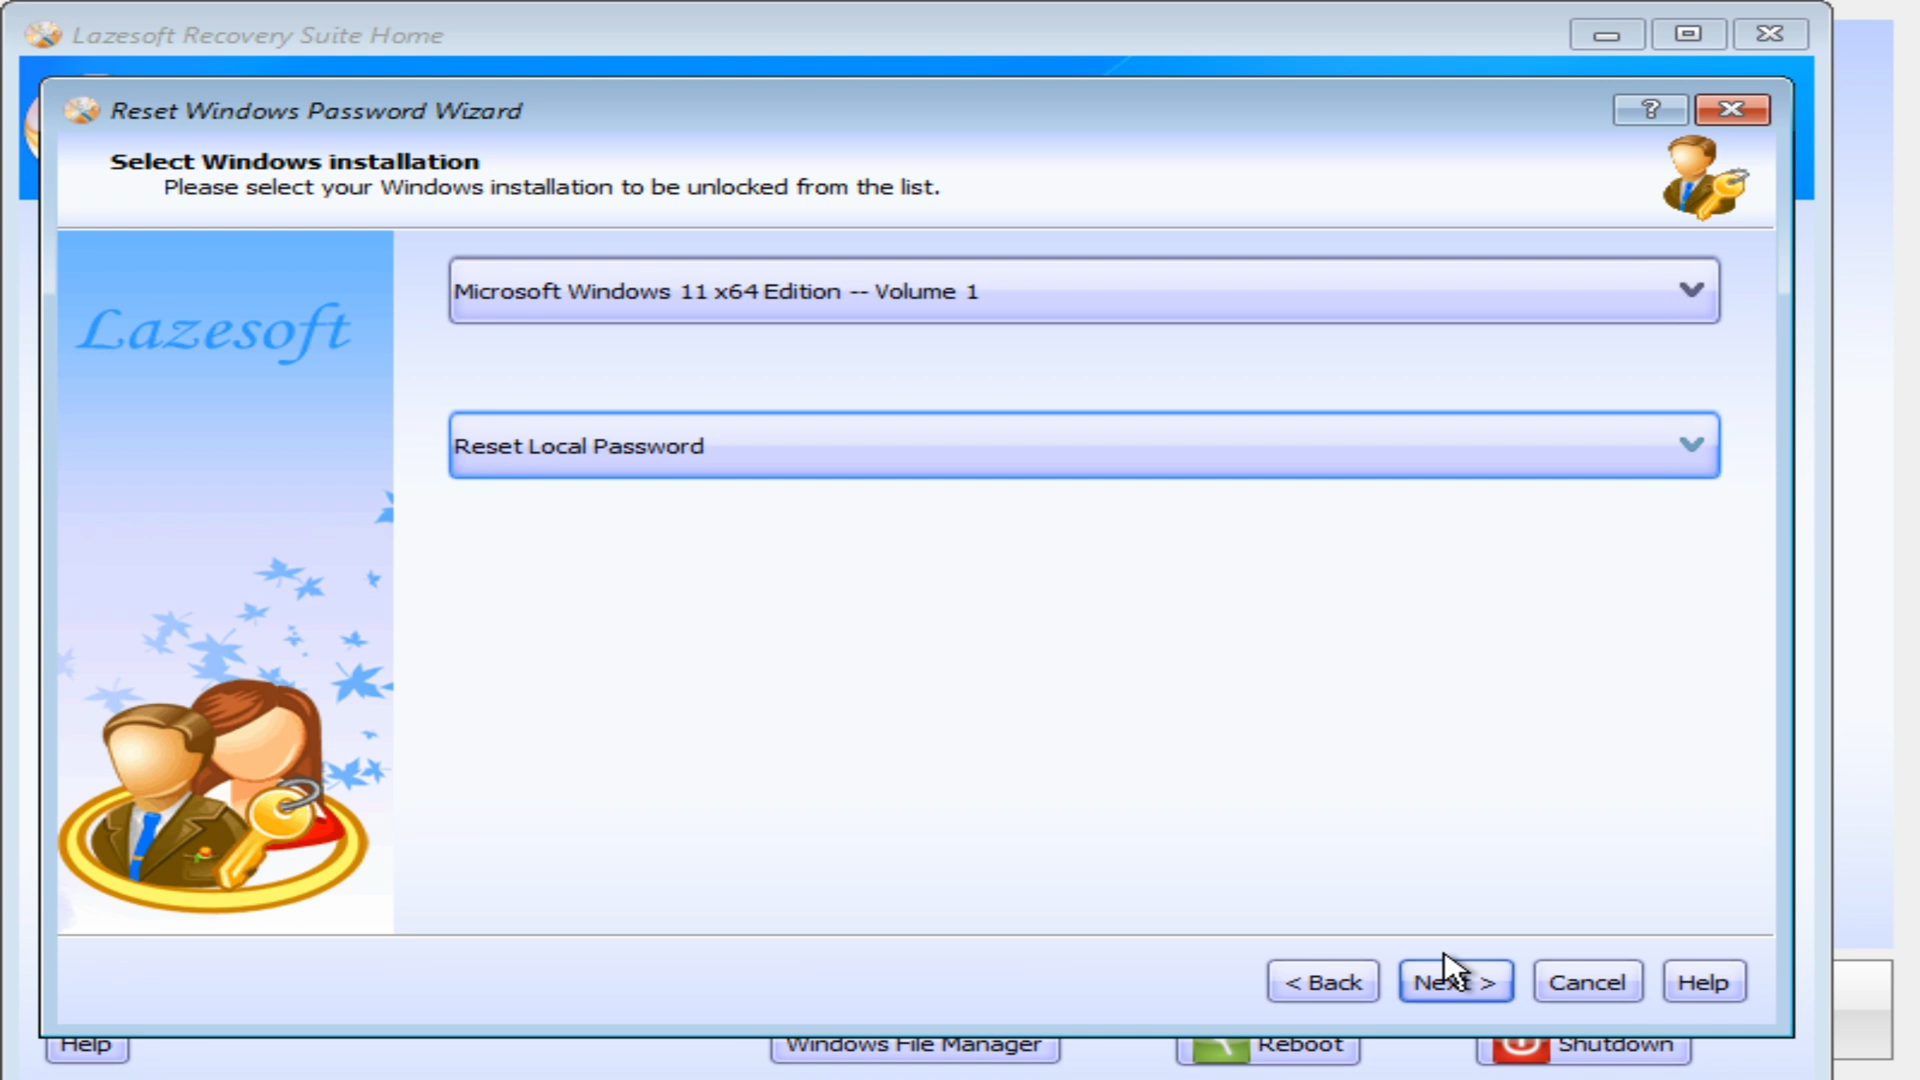 Lazesoft Recovery Suite Home
Reset Windows Password Wizard
Select Windows installation
Please select your Windows installation to be unlocked from the list.
Lazesoft
Microsoft Windows 11 x64 Edition -- Volume 1
Reset Local Password
< Back Next > Cancel Help
Help Windows File Manager Reboot Shutdown